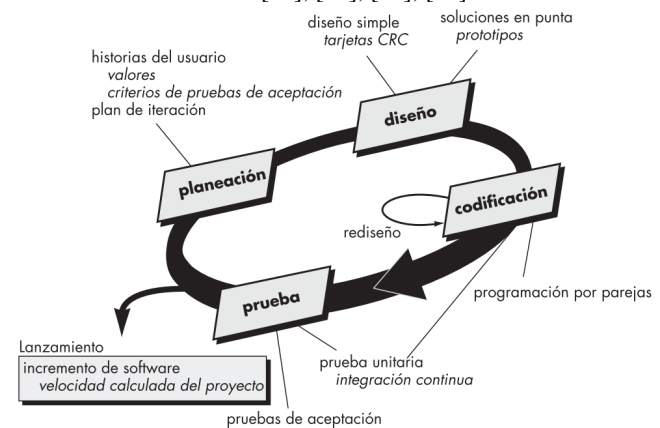 diseño simple
tarjetas CRC
soluciones en punta
prototipos
historias del usuario
valores
criterios de pruebas de aceptación
plan de iteración
diseño
planeación
codificación
rediseño
programación por parejas
prueba
Lanzamiento
incremento de software
velocidad calculada del proyecto
prueba unitaria
integración continua
pruebas de aceptación